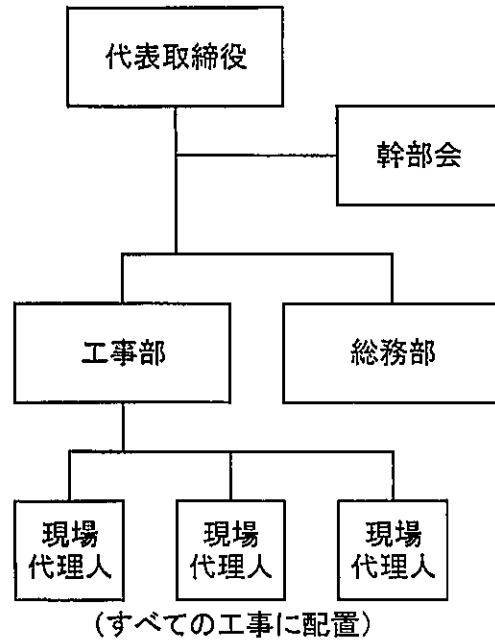 代表取締役
幹部会
工事部
総務部
現場
代理人
現場
代理人
現場
代理人
(すべての工事に配置)